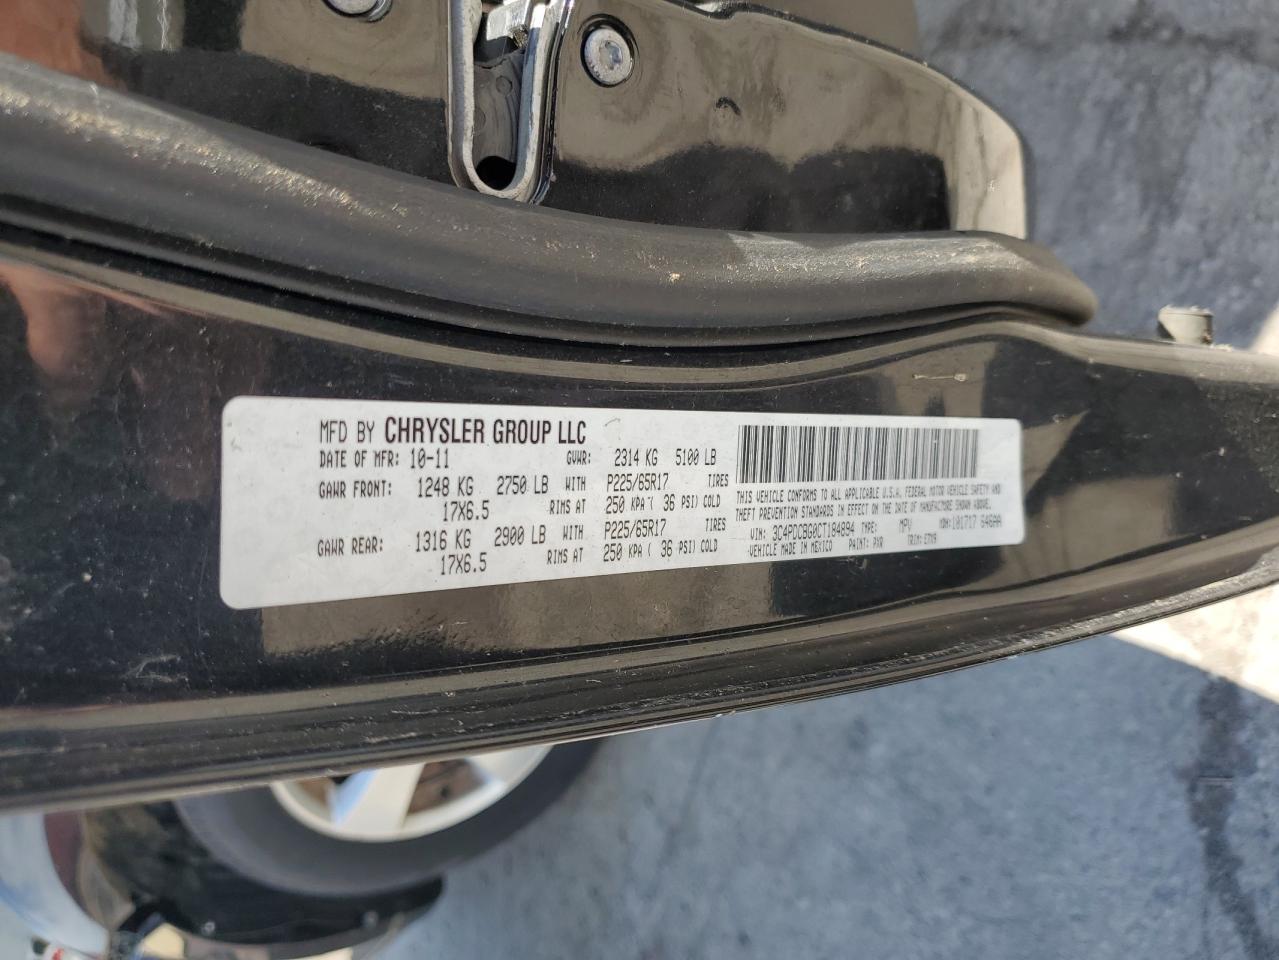 MFD BY CHRYSLER GROUP LLC
DATE OF MFR: 10-11 GVWR: 2314 KG 5100 LB
GAWR FRONT: 1248 KG 2750 LB WITH P225/65R17 TIRES
17X6.5 RIMS AT 250 KPA ( 36 PSI) COLD
GAWR REAR: 1316 KG 2900 LB WITH P225/65R17 TIRES
17X6.5 RIMS AT 250 KPA ( 36 PSI) COLD
THIS VEHICLE CONFORMS TO ALL APPLICABLE U.S.A. FEDERAL MOTOR VEHICLE SAFETY AND
THEFT PREVENTION STANDARDS IN EFFECT ON THE DATE OF MANUFACTURE SHOWN ABOVE.
VIN: 3C4PDCBG0CT184894 TYPE: MPV MDH: 101717 546AA
VEHICLE MADE IN MEXICO PAINT: PXR TRIM: